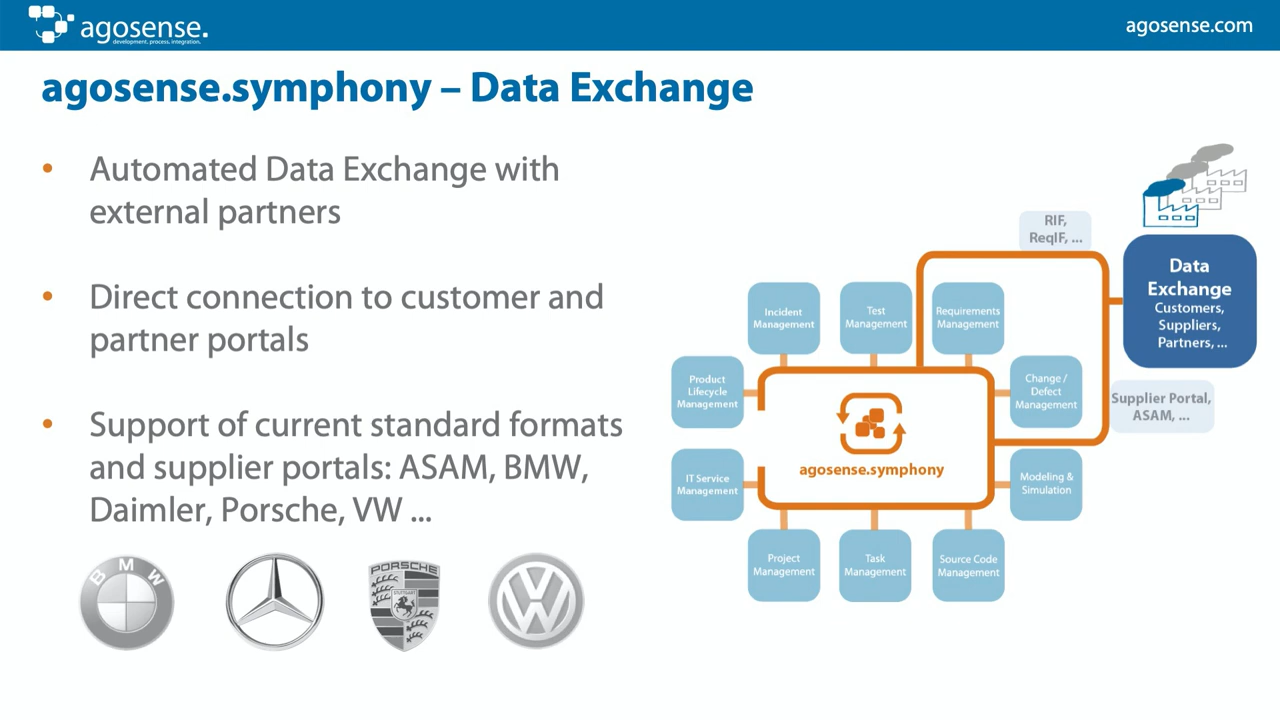 agosense.
development. process. integration.
agosense.com
agosense.symphony – Data Exchange
• Automated Data Exchange with
external partners
• Direct connection to customer and
partner portals
• Support of current standard formats
and supplier portals: ASAM, BMW,
Daimler, Porsche, VW ...
BMW
PORSCHE
STUTTGART
VW
RIF,
ReqIF, ...
Data
Exchange
Customers,
Suppliers,
Partners, ...
Incident
Management
Test
Management
Requirements
Management
Product
Lifecycle
Management
Change /
Defect
Management
Supplier Portal,
ASAM, ...
agosense.symphony
IT Service
Management
Modeling &
Simulation
Project
Management
Task
Management
Source Code
Management